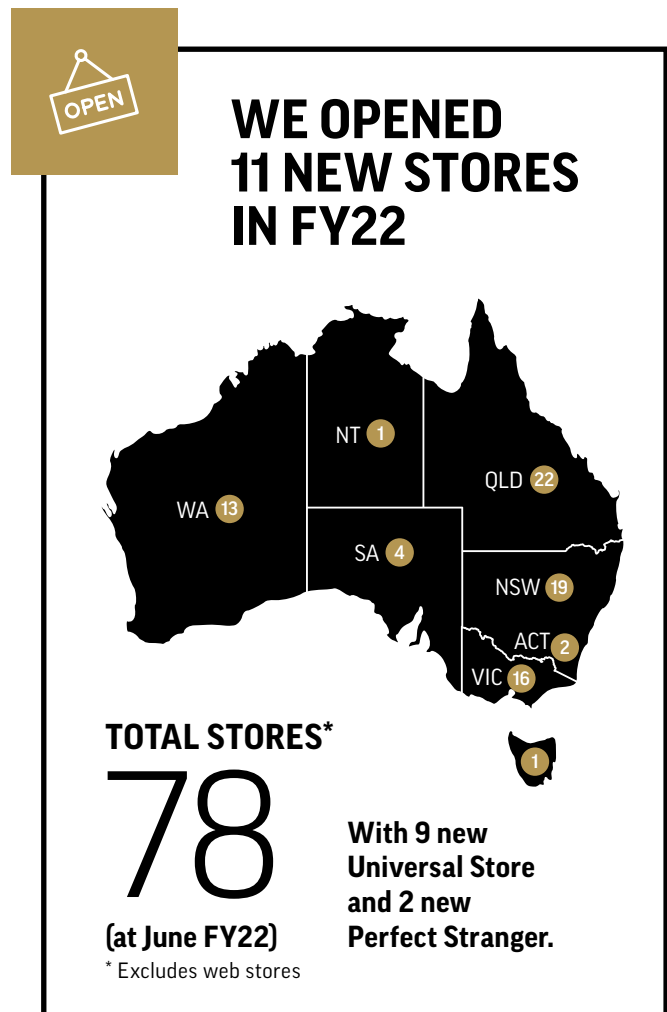 OPEN
WE OPENED
11 NEW STORES
IN FY22
NT 1
QLD 22
WA 13
SA 4
NSW 19
ACT 2
VIC 16
1
TOTAL STORES*
78
(at June FY22)
* Excludes web stores
With 9 new
Universal Store
and 2 new
Perfect Stranger.